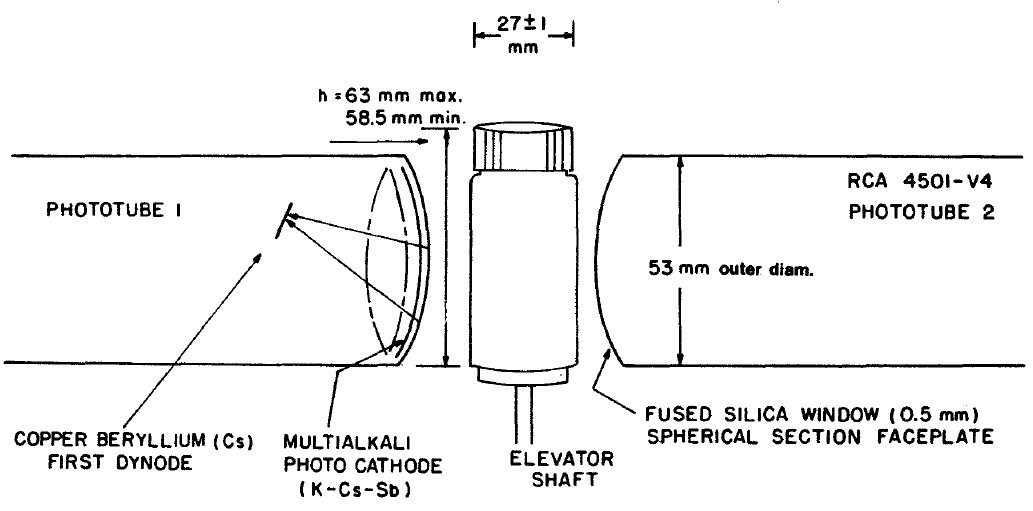 27±1
mm
h = 63 mm max.
58.5 mm min.
PHOTOTUBE 1
RCA 4501-V4
PHOTOTUBE 2
53 mm outer diam.
COPPER BERYLLIUM (Cs)
FIRST DYNODE
MULTIALKALI
PHOTO CATHODE
(K-Cs-Sb)
ELEVATOR
SHAFT
FUSED SILICA WINDOW (0.5 mm)
SPHERICAL SECTION FACEPLATE